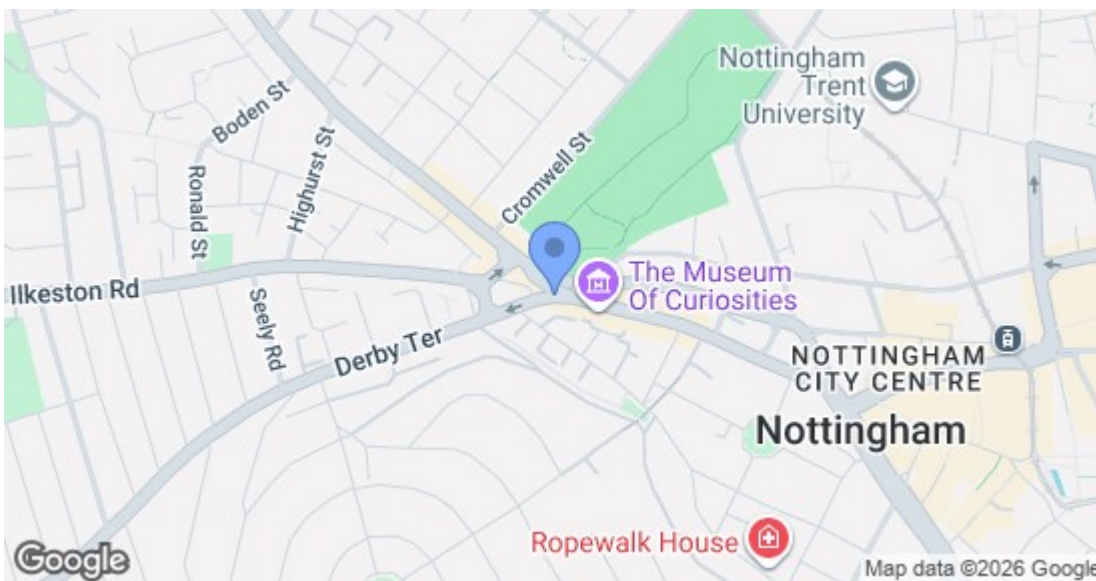 Nottingham
Trent
University
Boden St
Highurst St
Ronald St
Cromwell St
The Museum
Of Curiosities
Ilkeston Rd
Seely Rd
Derby Ter
NOTTINGHAM
CITY CENTRE
Nottingham
Ropewalk House
Google
Map data ©2026 Google